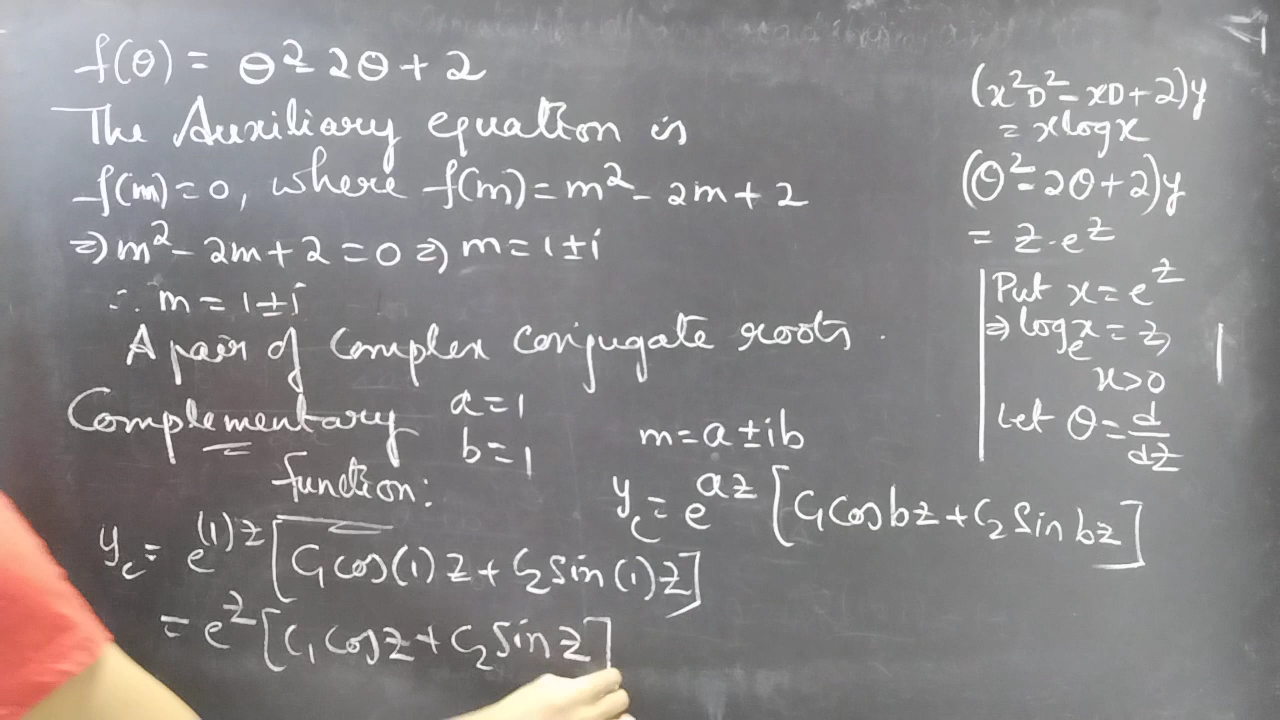 f(θ) = θ² - 2θ + 2
The Auxiliary equation is
f(m) = 0, where f(m) = m² - 2m + 2
⇒ m² - 2m + 2 = 0 ⇒ m = 1 ± i
∴ m = 1 ± i
A pair of complex conjugate roots.
Complementary function:
a = 1
b = 1
m = a ± ib
y_c = e^{az} [C₁ cos bz + C₂ Sin bz]
y_c = e^{(1)z} [C₁ cos(1)z + C₂ sin(1)z]
= e^z [C₁ cos z + C₂ Sin z]
(x²D² - xD + 2)y
= x log x
(θ² - 2θ + 2)y
= z · e^z
Put x = e^z
⇒ log_e x = z,
x > 0
Let θ = d/dz